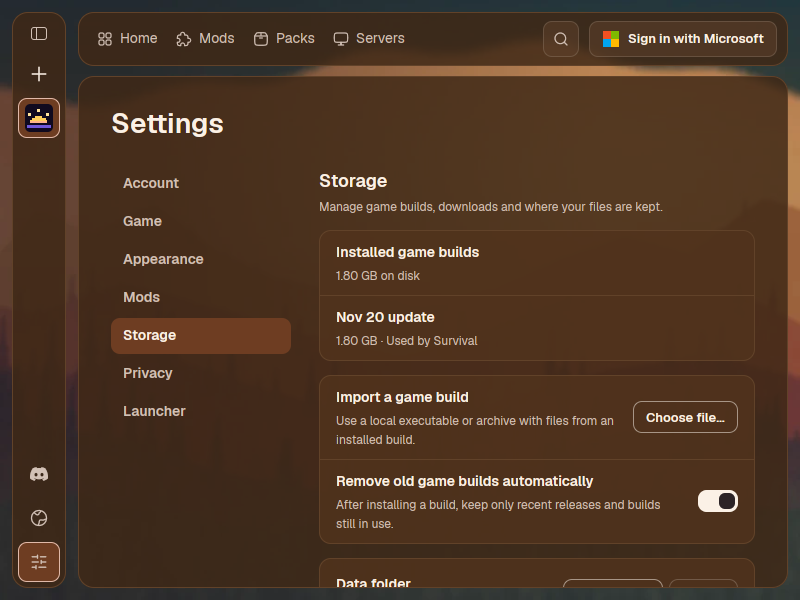 Home
Mods
Packs
Servers
Sign in with Microsoft
Settings
Account
Game
Appearance
Mods
Storage
Privacy
Launcher
Storage
Manage game builds, downloads and where your files are kept.
Installed game builds
1.80 GB on disk
Nov 20 update
1.80 GB · Used by Survival
Import a game build
Use a local executable or archive with files from an
installed build.
Choose file…
Remove old game builds automatically
After installing a build, keep only recent releases and builds
still in use.
Data folder